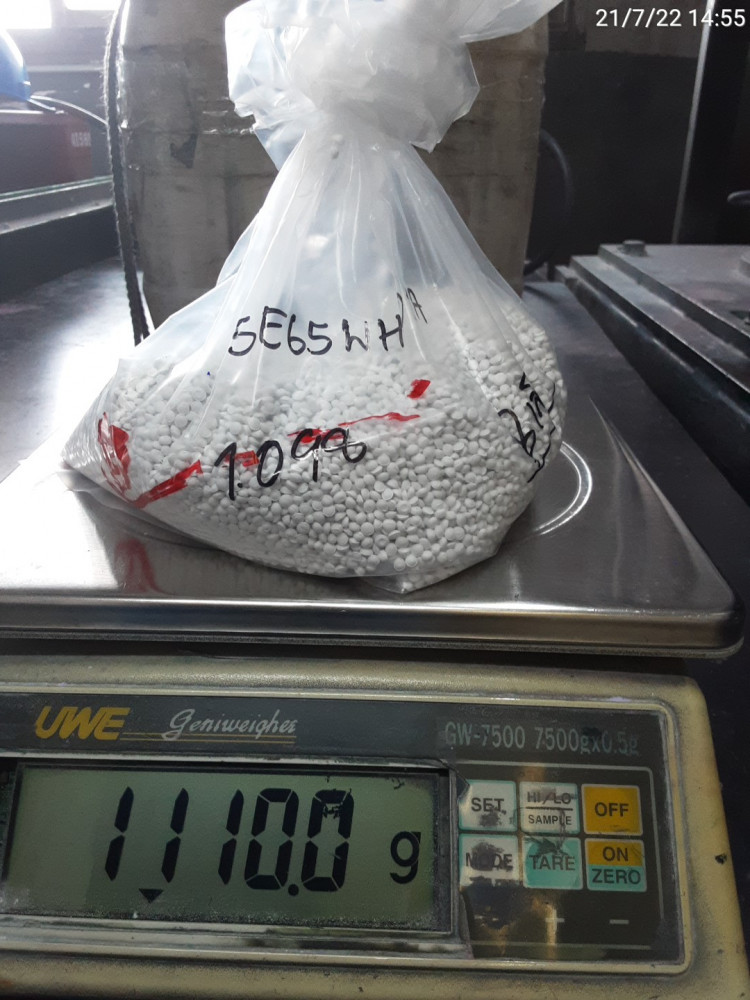 21/7/22 14:55
5E65WH
1.098
UWE Geniweigher
GW-7500 7500gx0.5g
1110.0 g
SET
HI/LO
SAMPLE
OFF
MODE
TARE
ON
ZERO